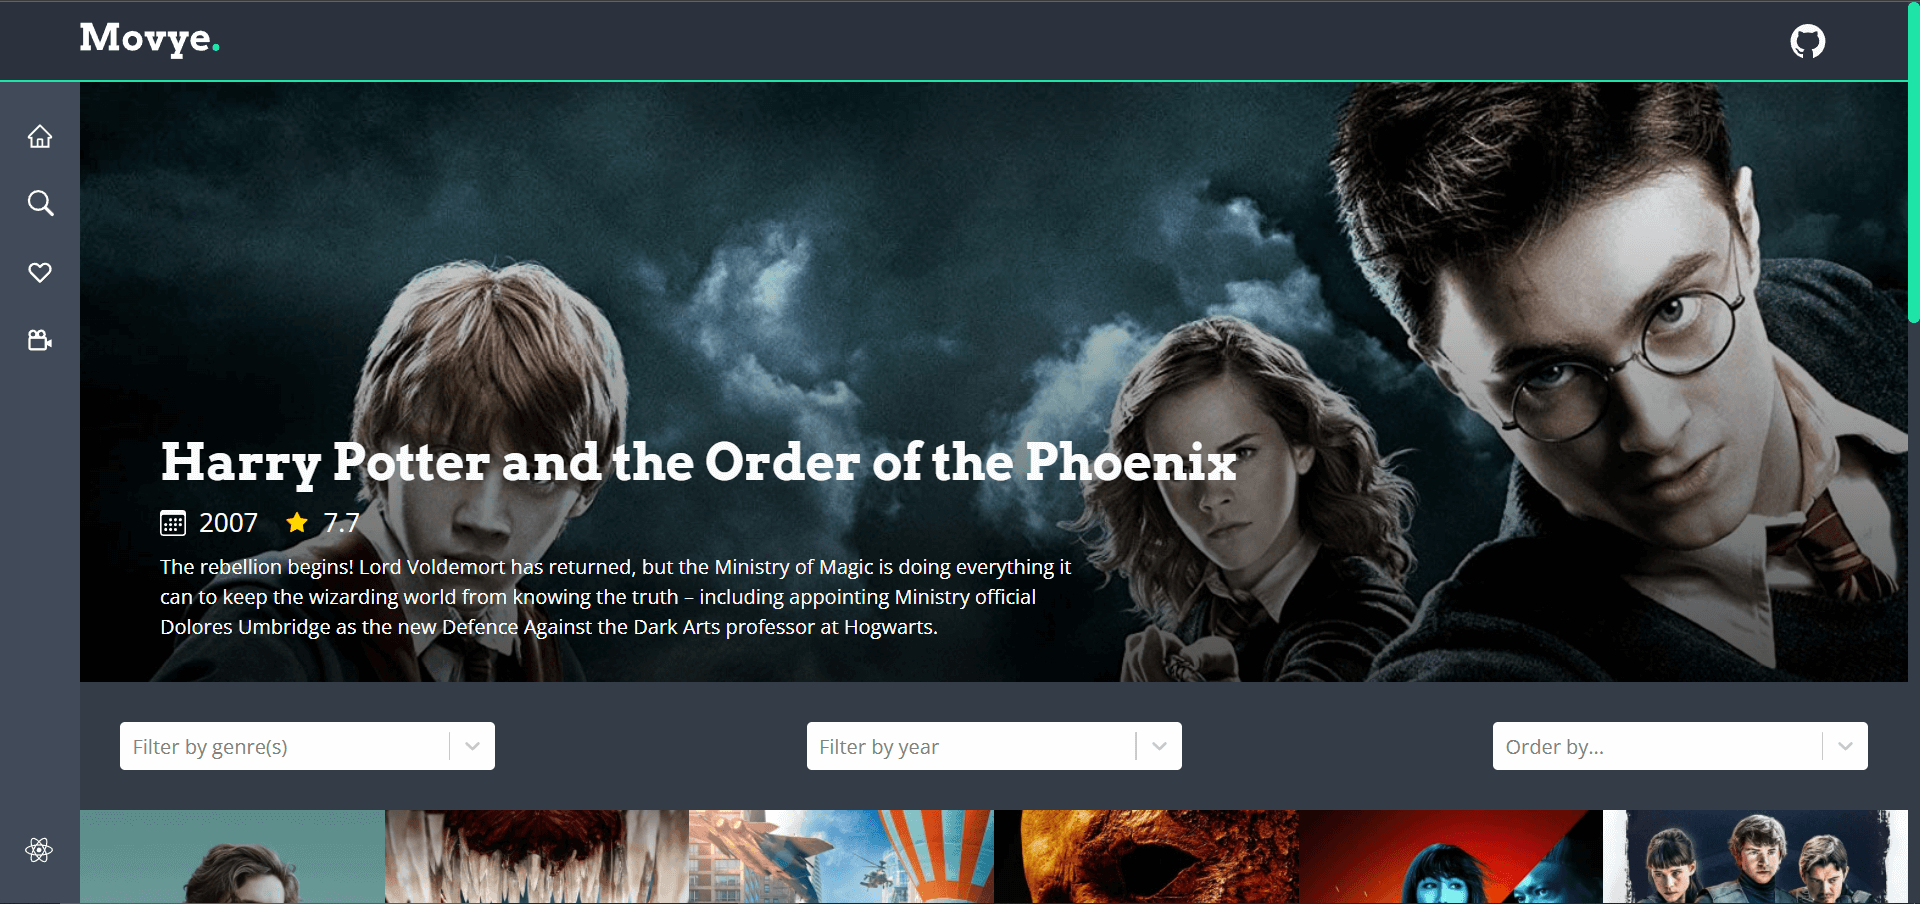 Movye.
Harry Potter and the Order of the Phoenix
2007 7.7
The rebellion begins! Lord Voldemort has returned, but the Ministry of Magic is doing everything it
can to keep the wizarding world from knowing the truth – including appointing Ministry official
Dolores Umbridge as the new Defence Against the Dark Arts professor at Hogwarts.
Filter by genre(s) Filter by year Order by...